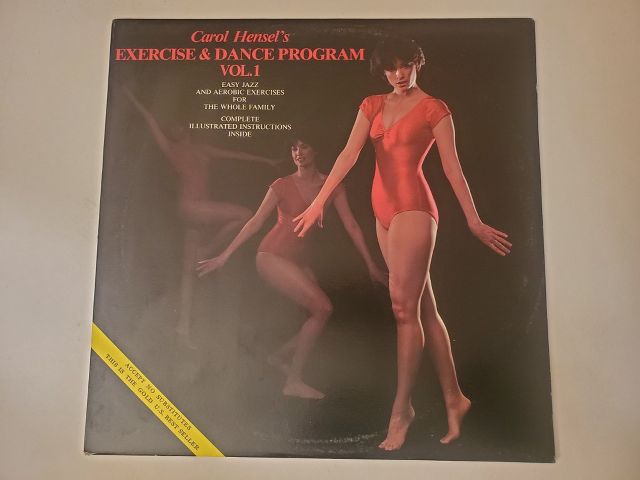 Carol Hensel's
EXERCISE & DANCE PROGRAM
VOL.1
EASY JAZZ
AND AEROBIC EXERCISES
FOR
THE WHOLE FAMILY
COMPLETE
ILLUSTRATED INSTRUCTIONS
INSIDE
ACCEPT NO SUBSTITUTES
THIS IS THE GOLD U.S. BEST SELLER